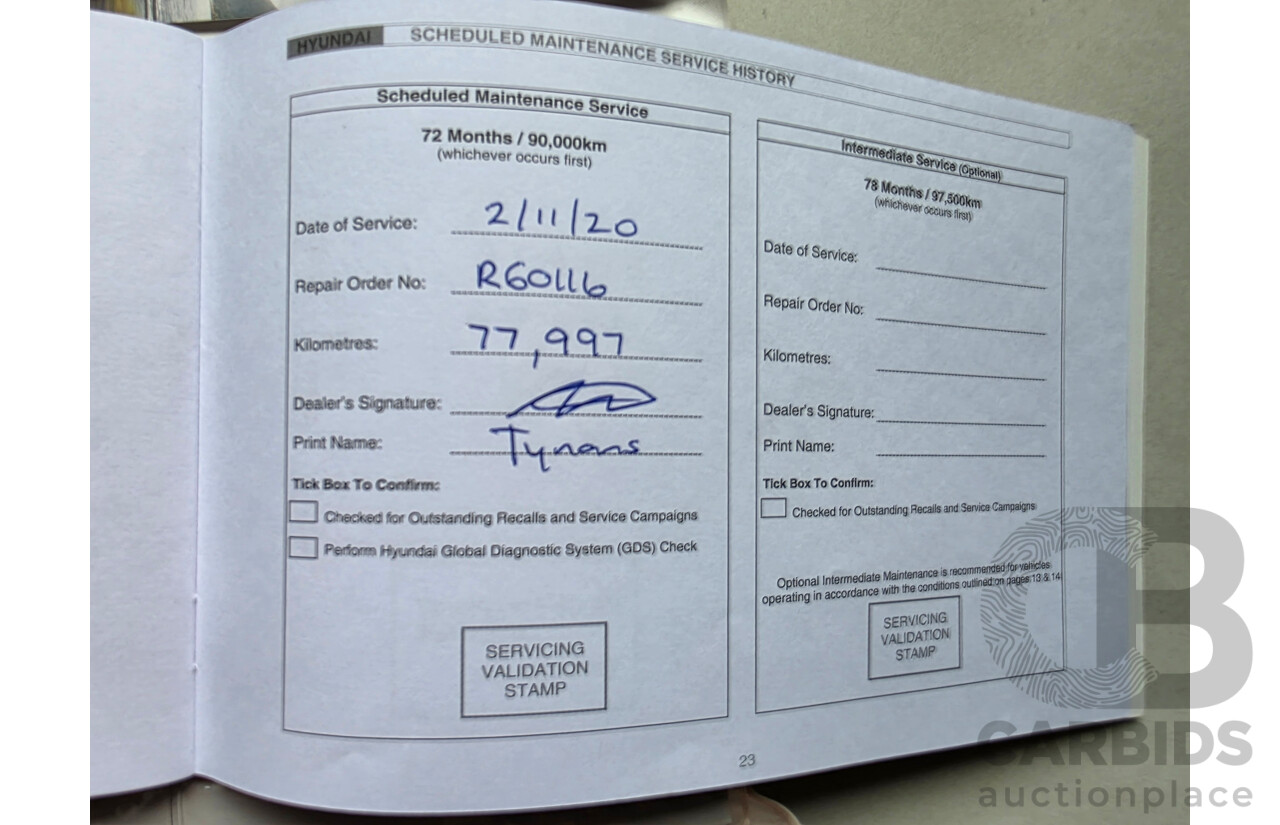 HYUNDAI SCHEDULED MAINTENANCE SERVICE HISTORY
Scheduled Maintenance Service
72 Months / 90,000km
(whichever occurs first)
Date of Service: 2/11/20
Repair Order No: R60116
Kilometres: 77,997
Dealer's Signature:
Print Name: Tynans
Tick Box To Confirm:
Checked for Outstanding Recalls and Service Campaigns
Perform Hyundai Global Diagnostic System (GDS) Check
SERVICING
VALIDATION
STAMP
Intermediate Service (Optional)
78 Months / 97,500km
(whichever occurs first)
Date of Service:
Repair Order No:
Kilometres:
Dealer's Signature:
Print Name:
Tick Box To Confirm:
Checked for Outstanding Recalls and Service Campaigns
Optional Intermediate Maintenance is recommended for vehicles
operating in accordance with the conditions outlined on pages 13 & 14
SERVICING
VALIDATION
STAMP
23
CB
CARBIDS
auctionplace